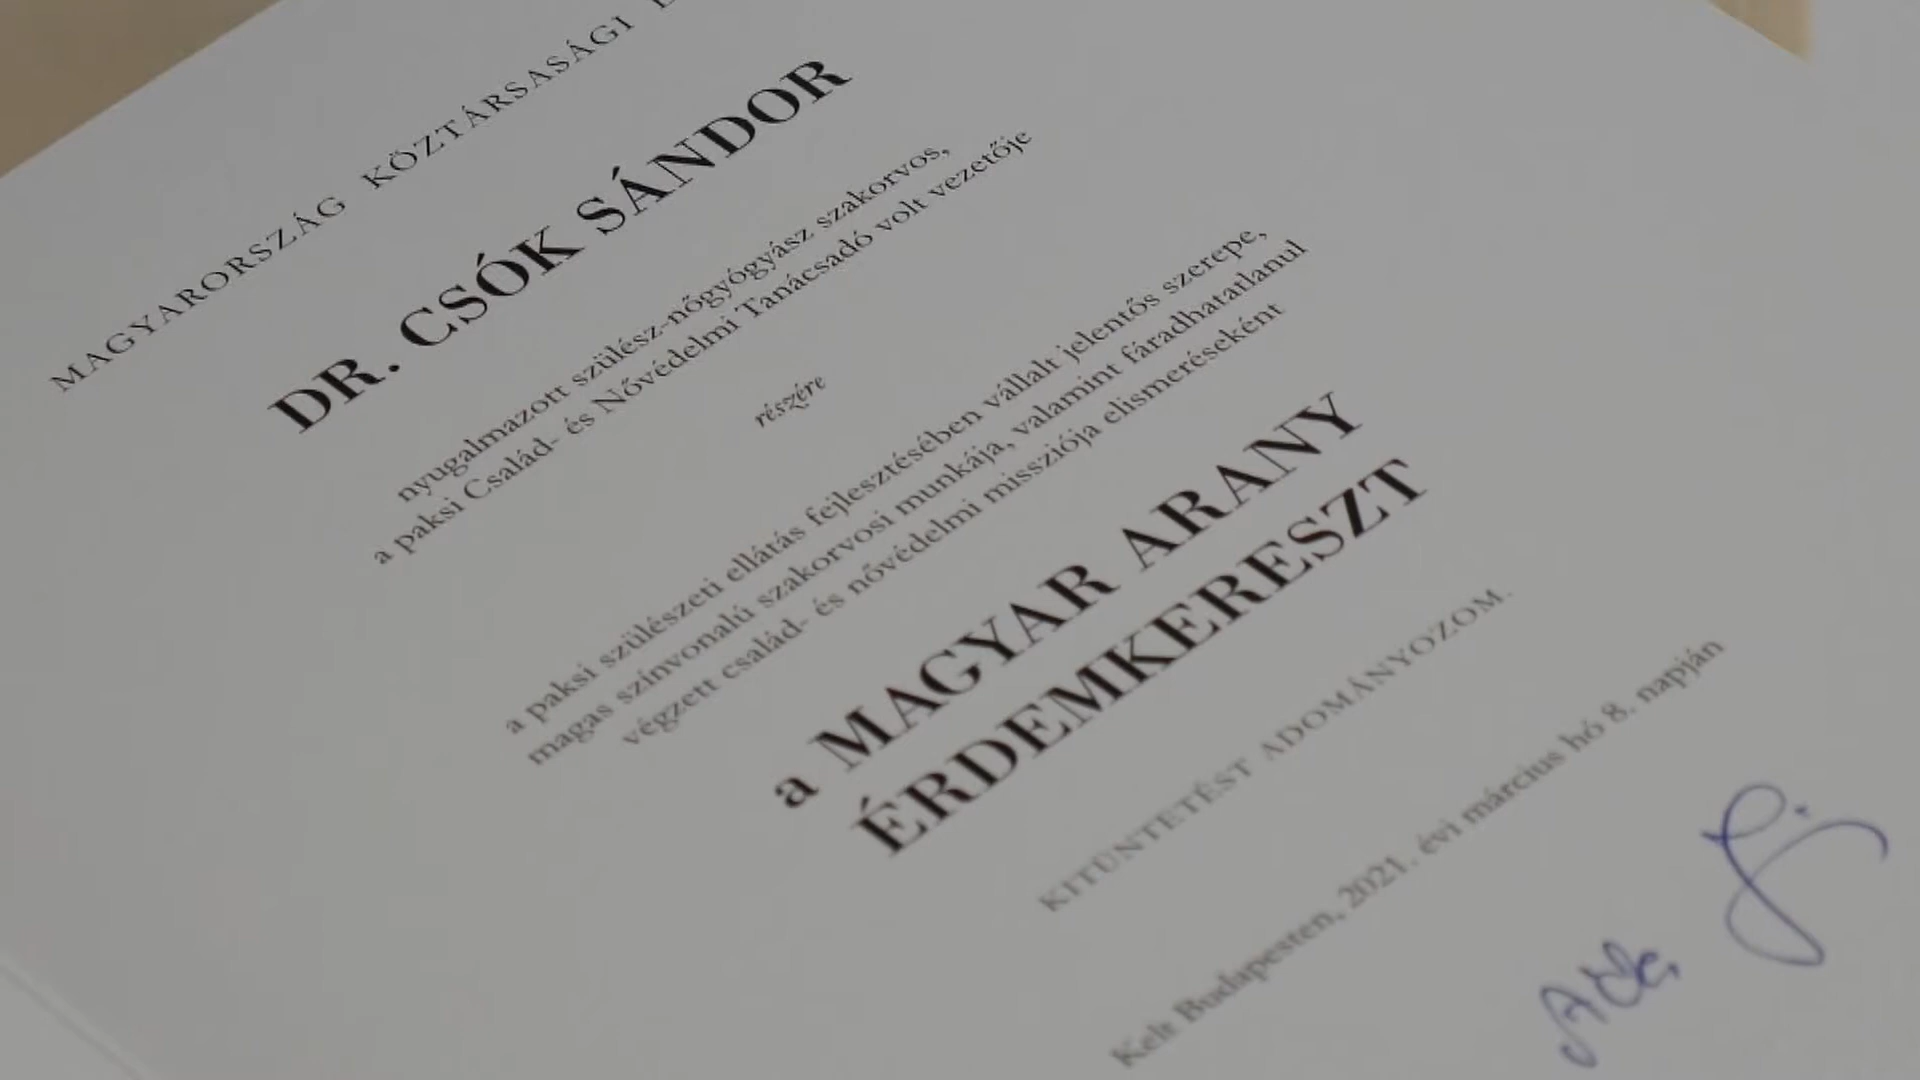 MAGYARORSZÁG KÖZTÁRSASÁGI
DR. CSÓK SÁNDOR
nyugalmazott szülész-nőgyógyász szakorvos,
a paksi Család- és Nővédelmi Tanácsadó volt vezetője
részére
a paksi szülészeti ellátás fejlesztésében vállalt jelentős szerepe,
magas színvonalú szakorvosi munkája, valamint fáradhatatlanul
végzett család- és nővédelmi missziója elismeréseként
a MAGYAR ARANY
ÉRDEMKERESZT
KITÜNTETÉST ADOMÁNYOZOM.
Kelt Budapesten, 2021. évi március hó 8. napján